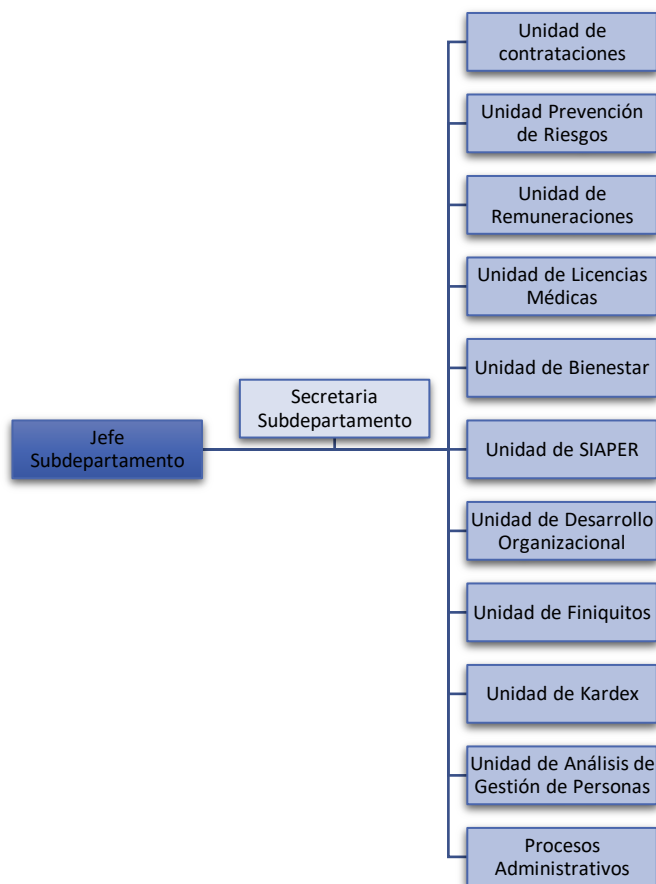 Jefe
Subdepartamento
Secretaria
Subdepartamento
Unidad de
contrataciones
Unidad Prevención
de Riesgos
Unidad de
Remuneraciones
Unidad de Licencias
Médicas
Unidad de Bienestar
Unidad de SIAPER
Unidad de Desarrollo
Organizacional
Unidad de Finiquitos
Unidad de Kardex
Unidad de Análisis de
Gestión de Personas
Procesos
Administrativos